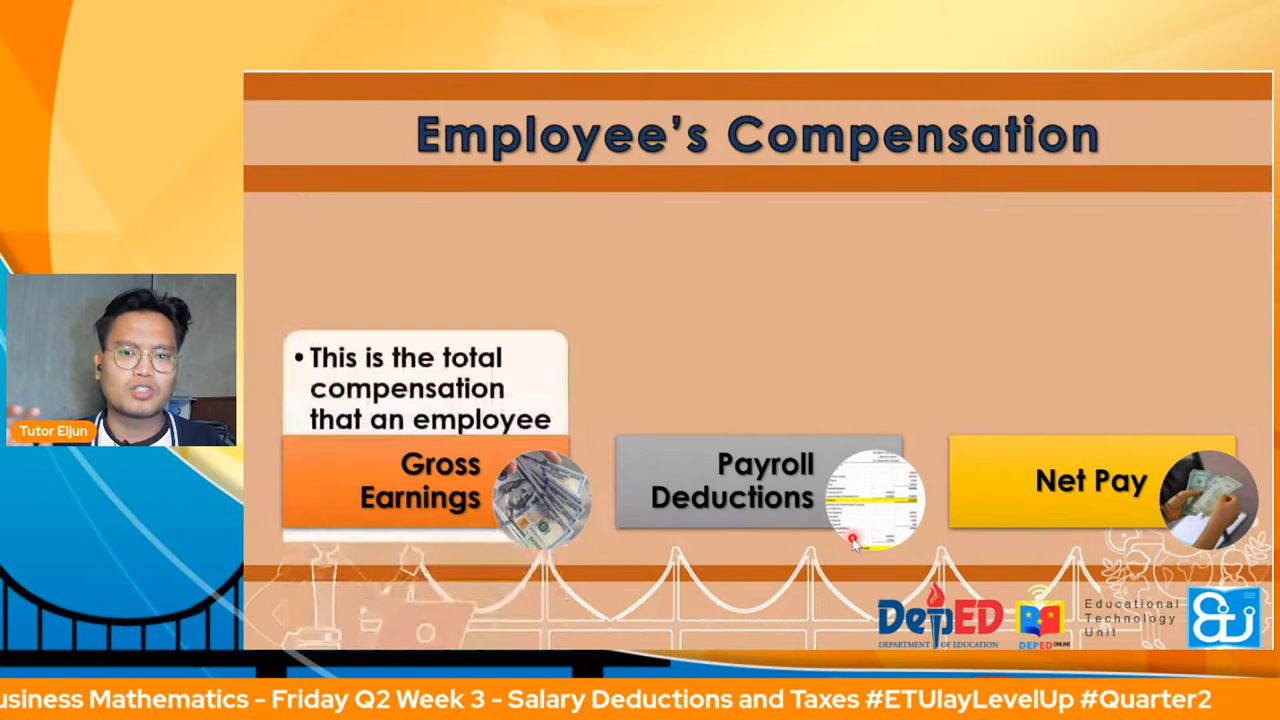 Employee's Compensation
• This is the total
compensation
that an employee
Gross
Earnings
Payroll
Deductions
Net Pay
Tutor Eljun
DepED
DEPARTMENT OF EDUCATION
DEPED
ONLINE
Educational
Technology
Unit
usiness Mathematics - Friday Q2 Week 3 - Salary Deductions and Taxes #ETUlayLevelUp #Quarter2